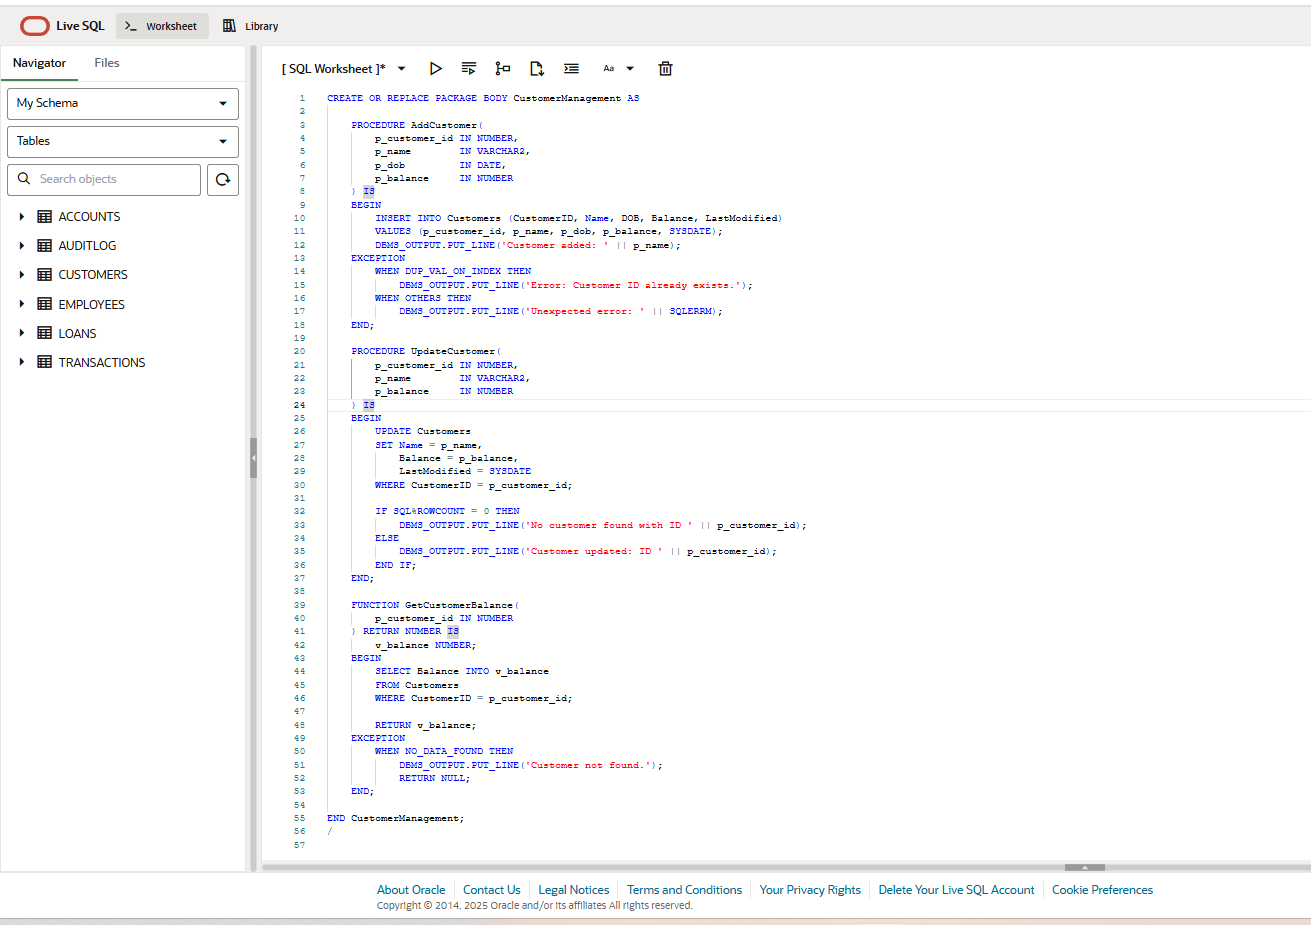 Live SQL
Worksheet
Library
Navigator
Files
My Schema
Tables
Search objects
ACCOUNTS
AUDITLOG
CUSTOMERS
EMPLOYEES
LOANS
TRANSACTIONS
[ SQL Worksheet ]*
Aa
1 CREATE OR REPLACE PACKAGE BODY CustomerManagement AS
2
3     PROCEDURE AddCustomer(
4         p_customer_id IN NUMBER,
5         p_name        IN VARCHAR2,
6         p_dob         IN DATE,
7         p_balance     IN NUMBER
8     ) IS
9     BEGIN
10         INSERT INTO Customers (CustomerID, Name, DOB, Balance, LastModified)
11         VALUES (p_customer_id, p_name, p_dob, p_balance, SYSDATE);
12         DBMS_OUTPUT.PUT_LINE('Customer added: ' || p_name);
13     EXCEPTION
14         WHEN DUP_VAL_ON_INDEX THEN
15             DBMS_OUTPUT.PUT_LINE('Error: Customer ID already exists.');
16         WHEN OTHERS THEN
17             DBMS_OUTPUT.PUT_LINE('Unexpected error: ' || SQLERRM);
18     END;
19
20     PROCEDURE UpdateCustomer(
21         p_customer_id IN NUMBER,
22         p_name        IN VARCHAR2,
23         p_balance     IN NUMBER
24     ) IS
25     BEGIN
26         UPDATE Customers
27         SET Name = p_name,
28             Balance = p_balance,
29             LastModified = SYSDATE
30         WHERE CustomerID = p_customer_id;
31
32         IF SQL%ROWCOUNT = 0 THEN
33             DBMS_OUTPUT.PUT_LINE('No customer found with ID ' || p_customer_id);
34         ELSE
35             DBMS_OUTPUT.PUT_LINE('Customer updated: ID ' || p_customer_id);
36         END IF;
37     END;
38
39     FUNCTION GetCustomerBalance(
40         p_customer_id IN NUMBER
41     ) RETURN NUMBER IS
42         v_balance NUMBER;
43     BEGIN
44         SELECT Balance INTO v_balance
45         FROM Customers
46         WHERE CustomerID = p_customer_id;
47
48         RETURN v_balance;
49     EXCEPTION
50         WHEN NO_DATA_FOUND THEN
51             DBMS_OUTPUT.PUT_LINE('Customer not found.');
52             RETURN NULL;
53     END;
54
55 END CustomerManagement;
56 /
57
About Oracle Contact Us Legal Notices Terms and Conditions Your Privacy Rights Delete Your Live SQL Account Cookie Preferences
Copyright © 2014, 2025 Oracle and/or its affiliates All rights reserved.